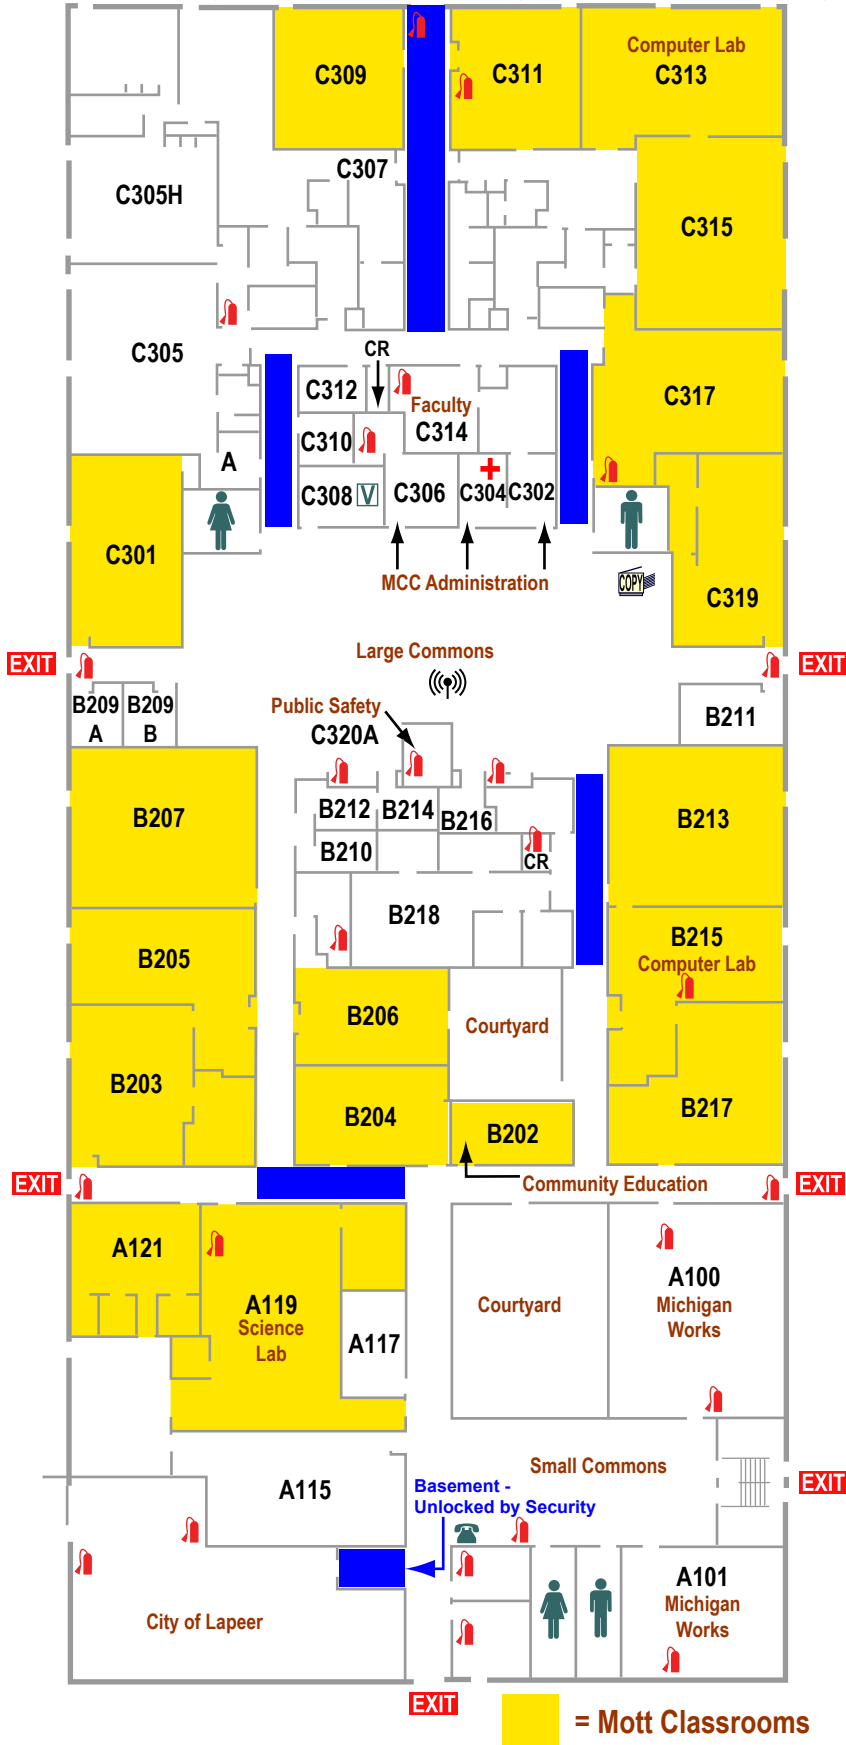 C309
C311
Computer Lab
C313
C307
C305H
C315
C305
CR
C312
Faculty
C317
C310
C314
A
C308
V
C306
C304
C302
C301
MCC Administration
COPY
C319
Large Commons
EXIT
EXIT
B209
A
B209
B
Public Safety
C320A
B211
B207
B212
B214
B216
B213
B210
CR
B218
B215
Computer Lab
B205
B206
Courtyard
B203
B204
B202
B217
EXIT
Community Education
EXIT
A121
A119
Science
Lab
A117
Courtyard
A100
Michigan
Works
Small Commons
EXIT
A115
Basement -
Unlocked by Security
City of Lapeer
A101
Michigan
Works
EXIT
= Mott Classrooms